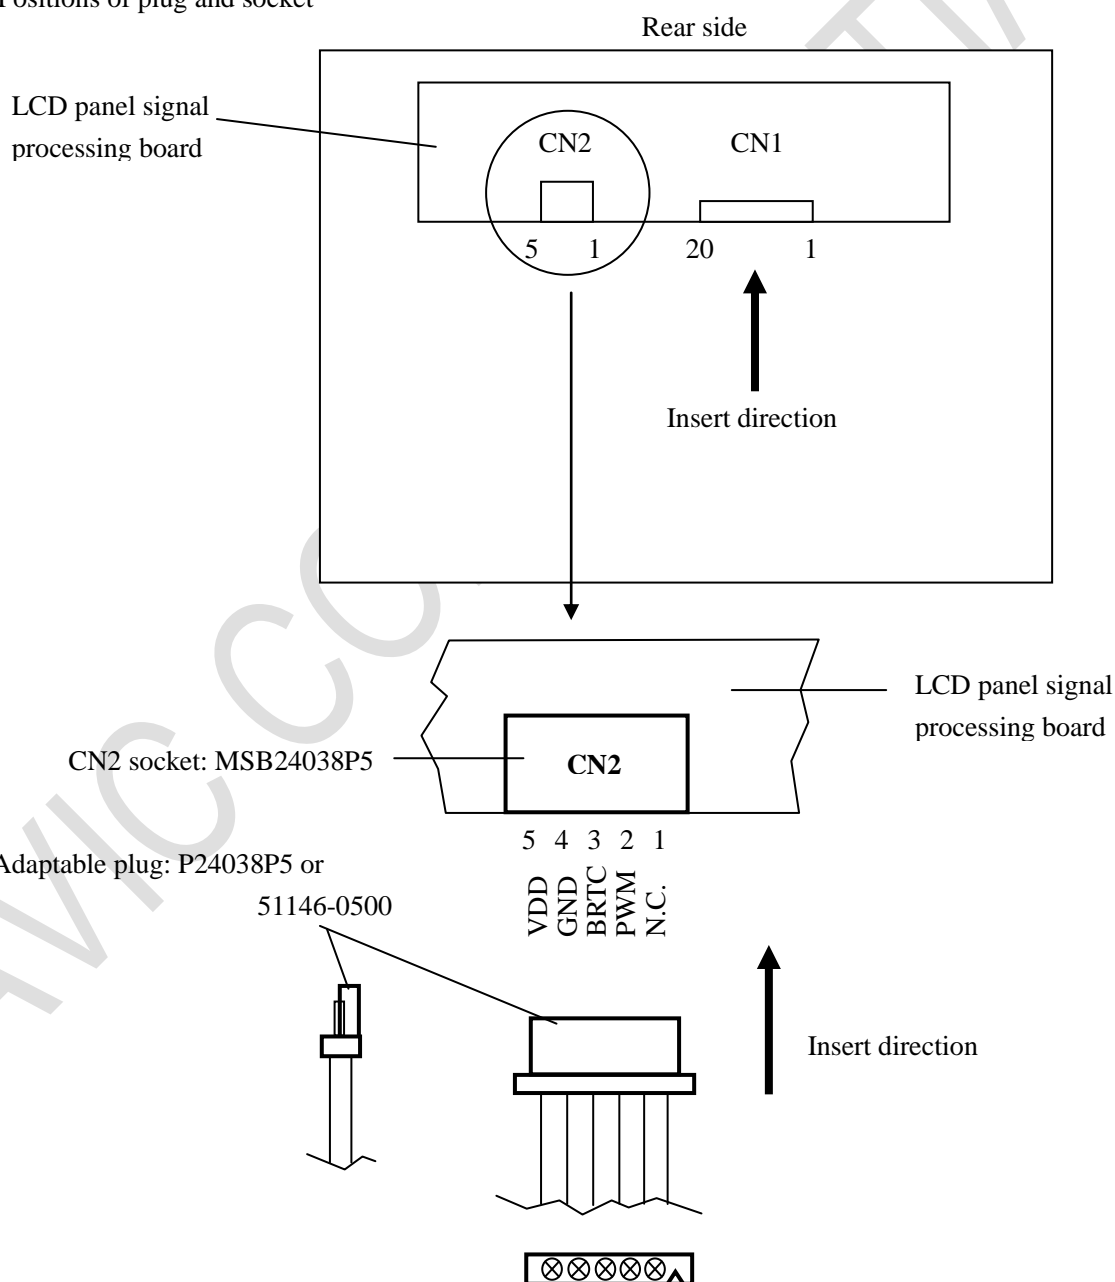 Positions of plug and socket
Rear side
LCD panel signal
processing board
CN2
CN1
5
1
20
1
Insert direction
LCD panel signal
processing board
CN2 socket: MSB24038P5
CN2
5 4 3 2 1
VDD
GND
BRTC
PWM
N.C.
Adaptable plug: P24038P5 or
51146-0500
Insert direction